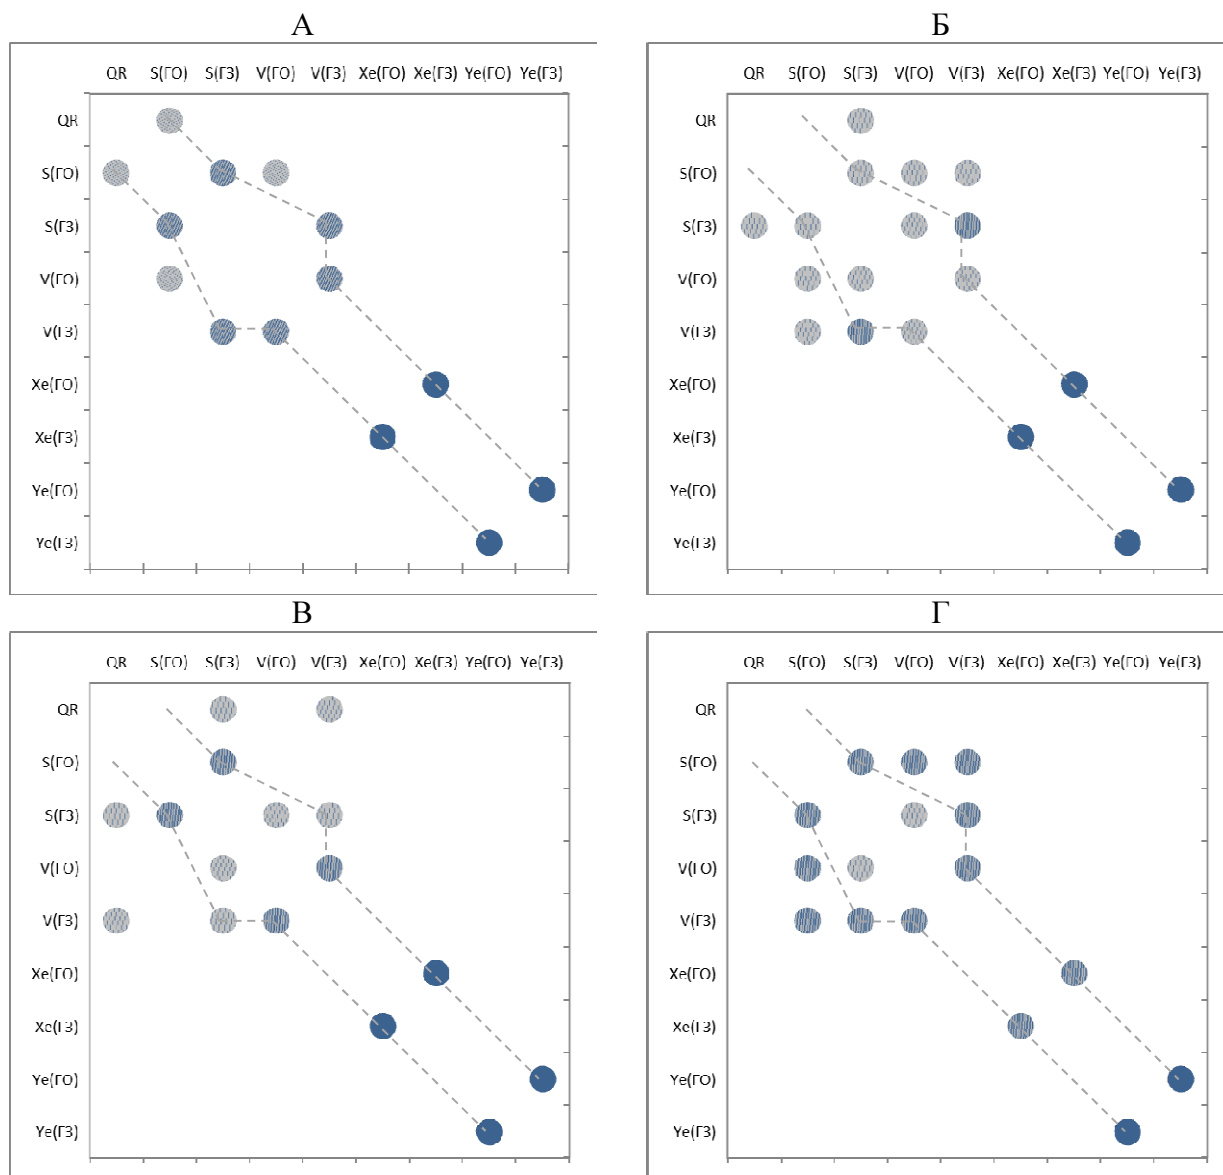 А Б
QR S(ГО) S(ГЗ) V(ГО) V(ГЗ) Xe(ГО) Xe(ГЗ) Ye(ГО) Ye(ГЗ)
QR
S(ГО)
S(ГЗ)
V(ГО)
V(ГЗ)
Xe(ГО)
Xe(ГЗ)
Ye(ГО)
Ye(ГЗ)
QR S(ГО) S(ГЗ) V(ГО) V(ГЗ) Xe(ГО) Xe(ГЗ) Ye(ГО) Ye(ГЗ)
QR
S(ГО)
S(ГЗ)
V(ГО)
V(ГЗ)
Xe(ГО)
Xe(ГЗ)
Ye(ГО)
Ye(ГЗ)
В Г
QR S(ГО) S(ГЗ) V(ГО) V(ГЗ) Xe(ГО) Xe(ГЗ) Ye(ГО) Ye(ГЗ)
QR
S(ГО)
S(ГЗ)
V(ГО)
V(ГЗ)
Xe(ГО)
Xe(ГЗ)
Ye(ГО)
Ye(ГЗ)
QR S(ГО) S(ГЗ) V(ГО) V(ГЗ) Xe(ГО) Xe(ГЗ) Ye(ГО) Ye(ГЗ)
QR
S(ГО)
S(ГЗ)
V(ГО)
V(ГЗ)
Xe(ГО)
Xe(ГЗ)
Ye(ГО)
Ye(ГЗ)